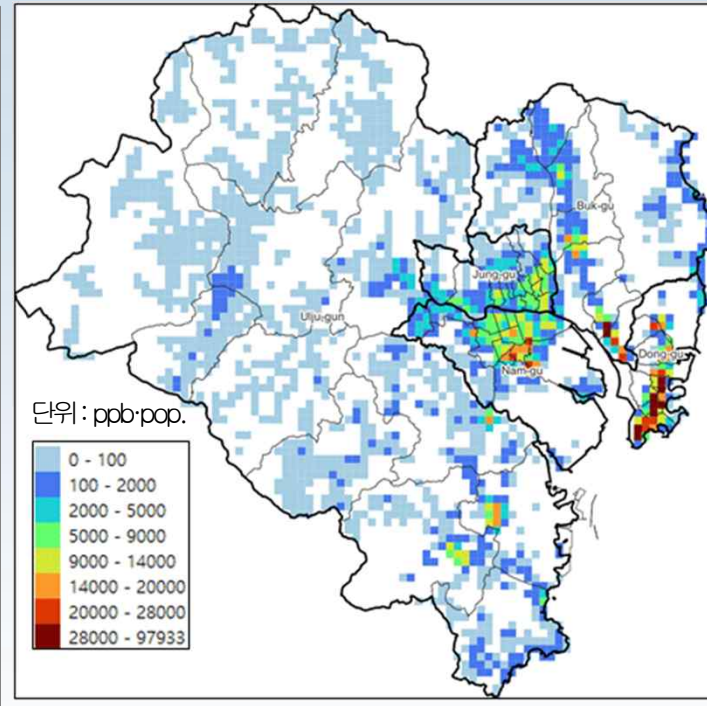 Buk-gu
Jung-gu
Ulju-gun
Dong-gu
Nam-gu
단위 : ppb·pop.
0 - 100
100 - 2000
2000 - 5000
5000 - 9000
9000 - 14000
14000 - 20000
20000 - 28000
28000 - 97933